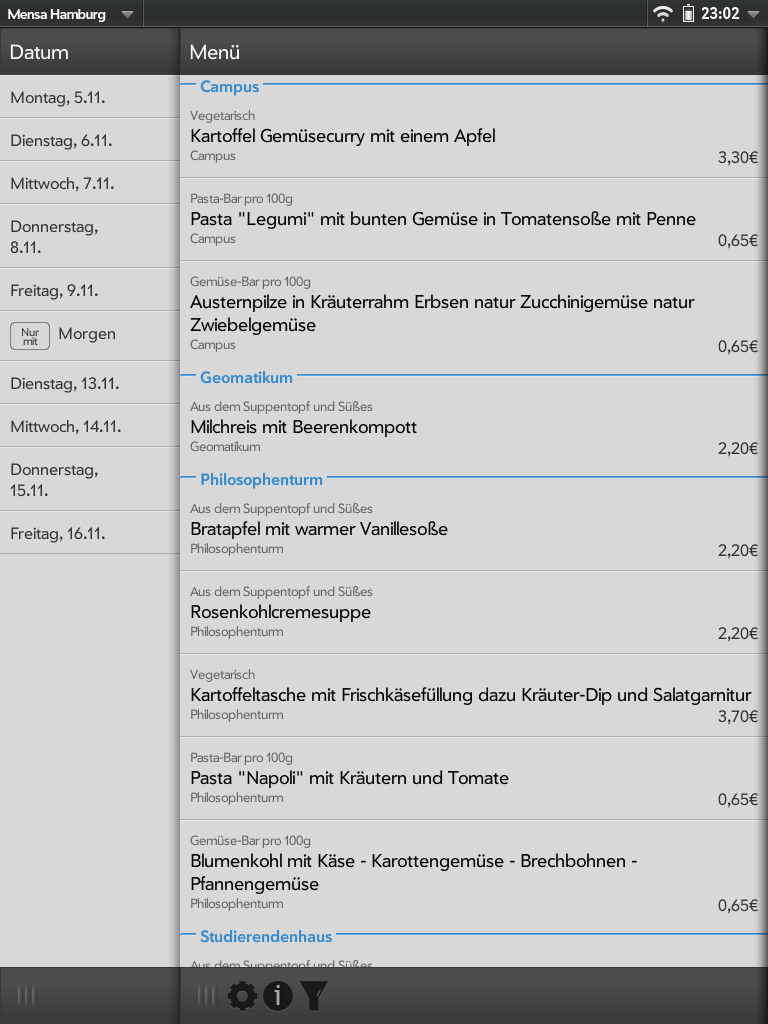 Mensa Hamburg
23:02
Datum
Menü
Montag, 5.11.
Dienstag, 6.11.
Mittwoch, 7.11.
Donnerstag,
8.11.
Freitag, 9.11.
Nur
mit
Morgen
Dienstag, 13.11.
Mittwoch, 14.11.
Donnerstag,
15.11.
Freitag, 16.11.
Campus
Vegetarisch
Kartoffel Gemüsecurry mit einem Apfel
Campus
3,30€
Pasta-Bar pro 100g
Pasta "Legumi" mit bunten Gemüse in Tomatensoße mit Penne
Campus
0,65€
Gemüse-Bar pro 100g
Austernpilze in Kräuterrahm Erbsen natur Zucchinigemüse natur
Zwiebelgemüse
Campus
0,65€
Geomatikum
Aus dem Suppentopf und Süßes
Milchreis mit Beerenkompott
Geomatikum
2,20€
Philosophenturm
Aus dem Suppentopf und Süßes
Bratapfel mit warmer Vanillesoße
Philosophenturm
2,20€
Aus dem Suppentopf und Süßes
Rosenkohlcremesuppe
Philosophenturm
2,20€
Vegetarisch
Kartoffeltasche mit Frischkäsefüllung dazu Kräuter-Dip und Salatgarnitur
Philosophenturm
3,70€
Pasta-Bar pro 100g
Pasta "Napoli" mit Kräutern und Tomate
Philosophenturm
0,65€
Gemüse-Bar pro 100g
Blumenkohl mit Käse - Karottengemüse - Brechbohnen -
Pfannengemüse
Philosophenturm
0,65€
Studierendenhaus
Aus dem Suppentopf und Süßes